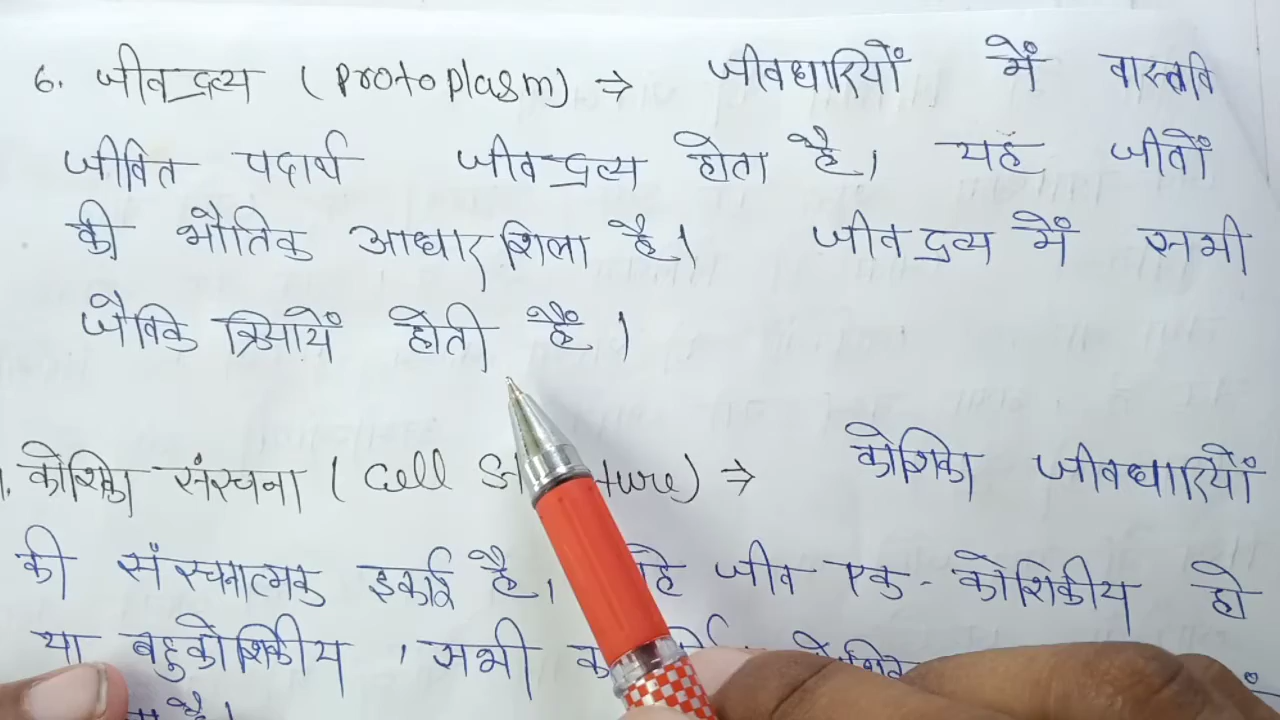 6. जीवद्रव्य (Protoplasm) → जीवधारियों में वास्तवि
जीवित पदार्थ जीवद्रव्य होता है। यह जीवों
की भौतिक आधारशिला है। जीवद्रव्य में सभी
जैविक क्रियायें होती हैं।
कोशिका संरचना (Cell → कोशिका जीवधारियों
की संरचनात्मक इकाई है, जीव एक-कोशिकीय हो
या बहुकोशिकीय, सभी
है।